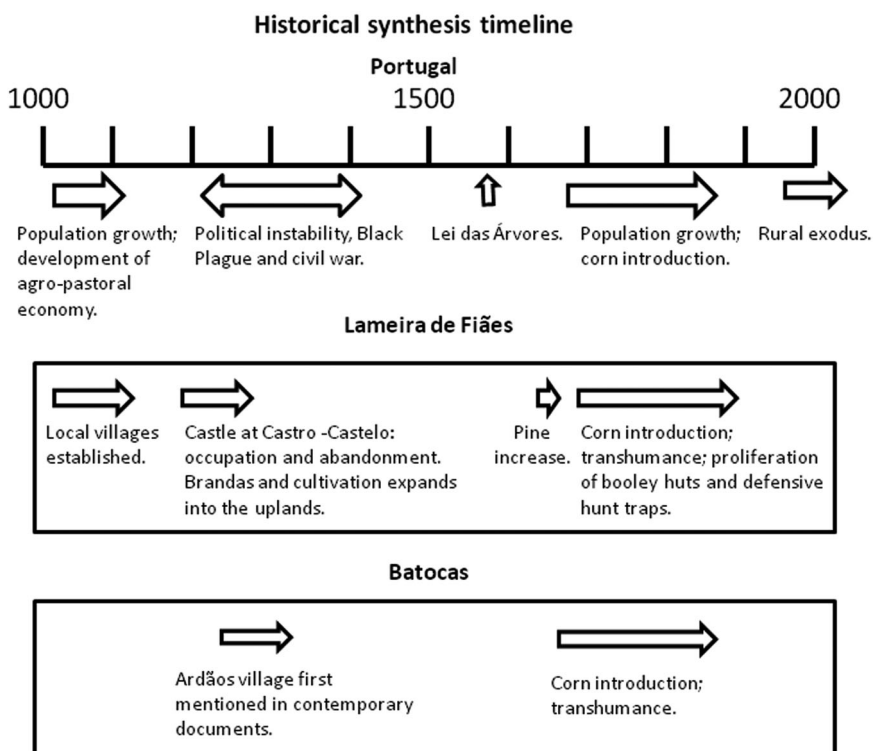 Historical synthesis timeline
Portugal
1000 1500 2000
Population growth;
development of
agro-pastoral
economy.
Political instability, Black
Plague and civil war.
Lei das Árvores.
Population growth;
corn introduction.
Rural exodus.
Lameira de Fiães
Local villages
established.
Castle at Castro -Castelo:
occupation and abandonment.
Brandas and cultivation expands
into the uplands.
Pine
increase.
Corn introduction;
transhumance; proliferation
of booley huts and defensive
hunt traps.
Batocas
Ardãos village first
mentioned in contemporary
documents.
Corn introduction;
transhumance.